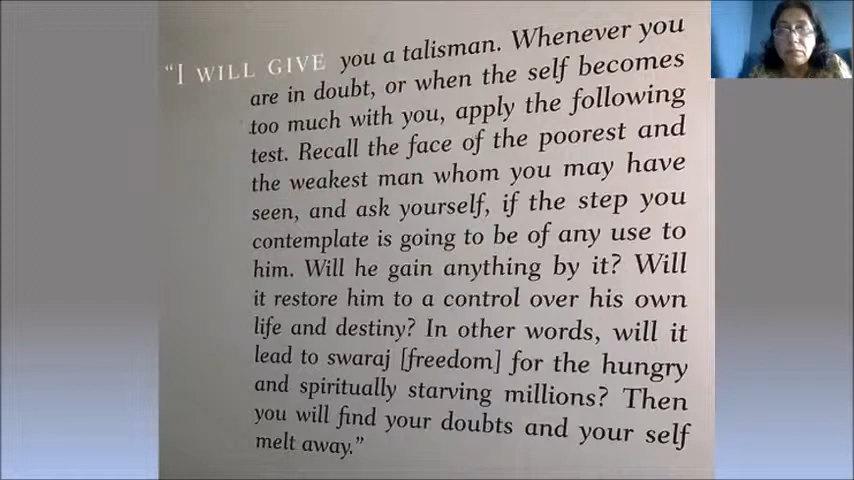 “I WILL GIVE you a talisman. Whenever you
are in doubt, or when the self becomes
too much with you, apply the following
test. Recall the face of the poorest and
the weakest man whom you may have
seen, and ask yourself, if the step you
contemplate is going to be of any use to
him. Will he gain anything by it? Will
it restore him to a control over his own
life and destiny? In other words, will it
lead to swaraj [freedom] for the hungry
and spiritually starving millions? Then
you will find your doubts and your self
melt away.”